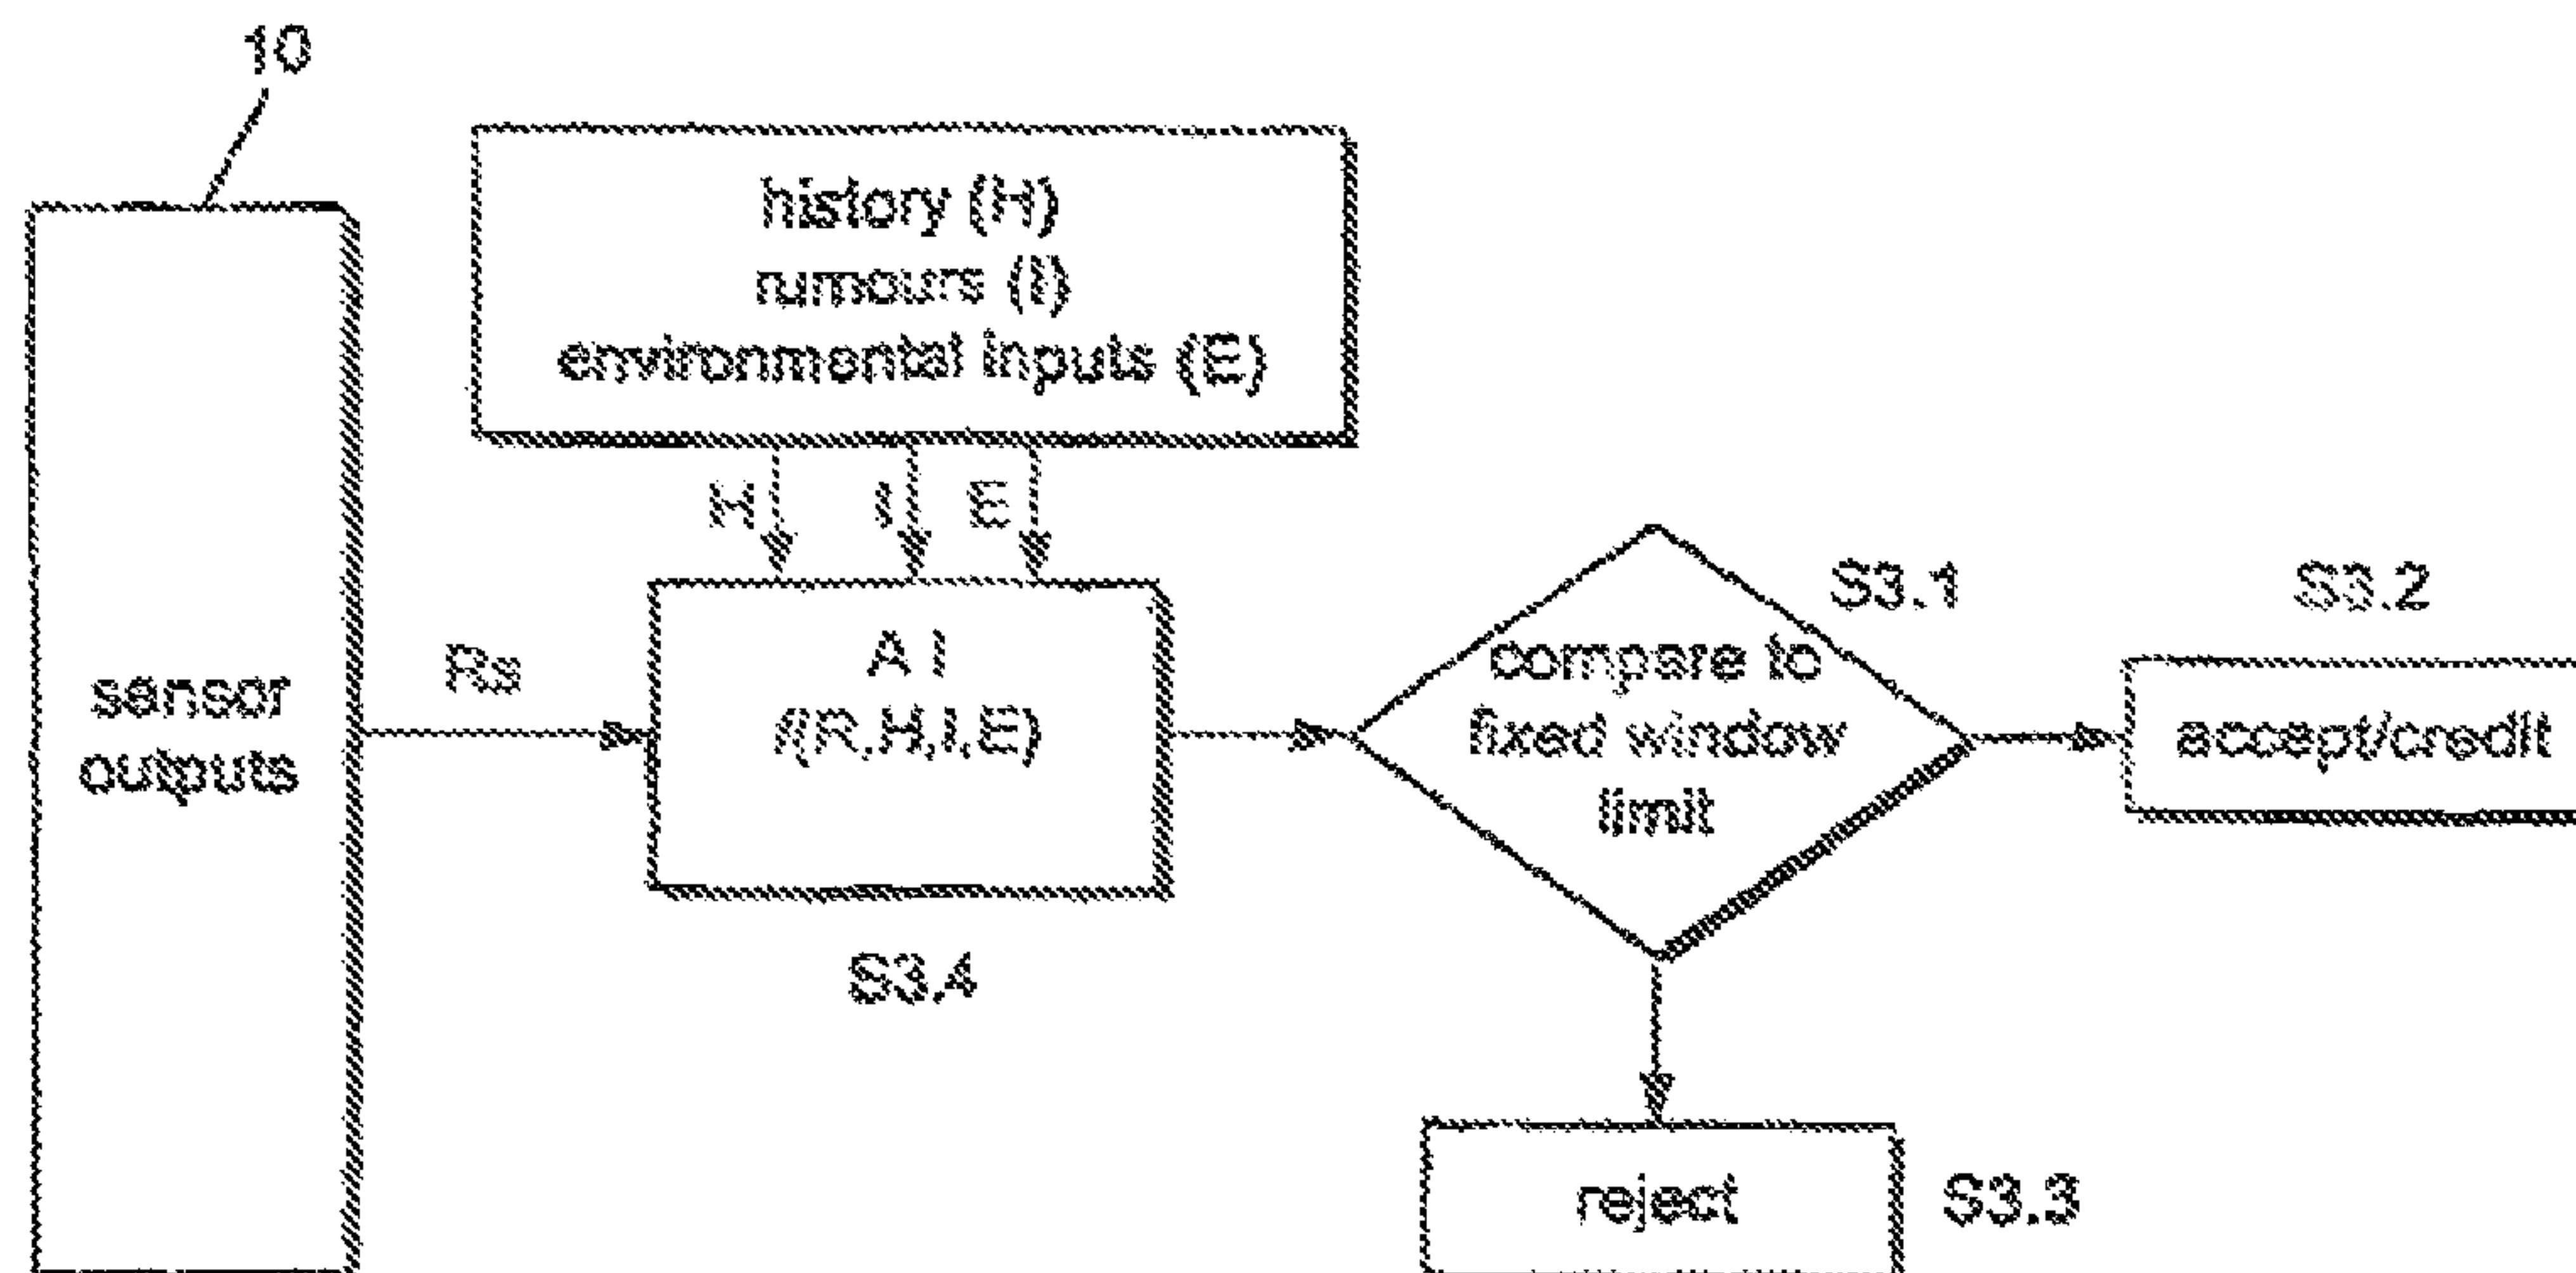 10
history (H)
rumours (I)
environmental inputs (E)
H I E
sensor
outputs
Rs
A I
f(R,H,I,E)
S3.4
S3.1
compare to
fixed window
limit
S3.2
accept/credit
reject
S3.3